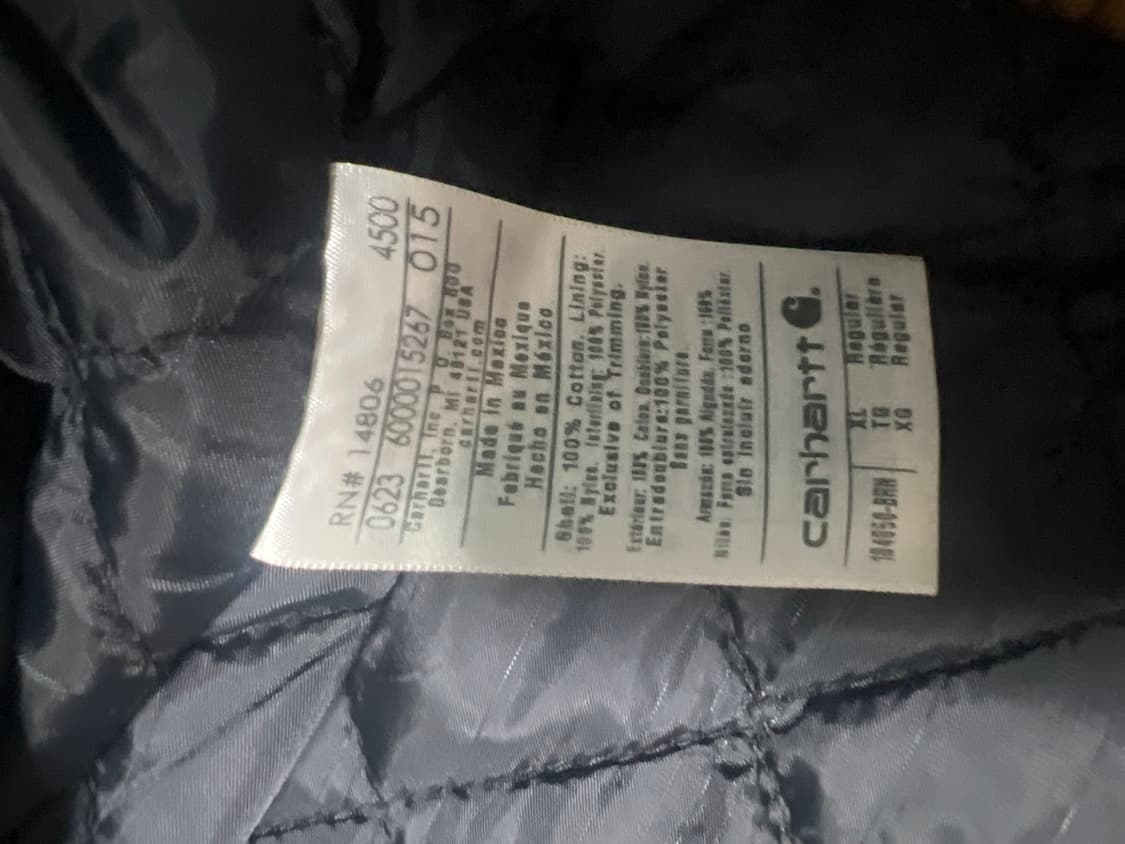 RN# 14806 4500
0623 6000015267 015
Carhartt, Inc P O Box 600
Dearborn, MI 48121 USA
carhartt.com
Made in Mexico
Fabriqué au Mexique
Hecho en México
Shell: 100% Cotton. Lining:
100% Nylon. Interlining: 100% Polyester.
Exclusive of Trimming.
Extérieur: 100% Coton. Doublure:100% Nylon.
Entredoublure:100% Polyester
Sans garniture.
Armazón: 100% Algodón. Forro :100%
Nilón. Forro entretela :100% Poliéster.
Sin incluir adorno
carhartt
104050-BRN XL Regular
TG Régulière
XG Regular